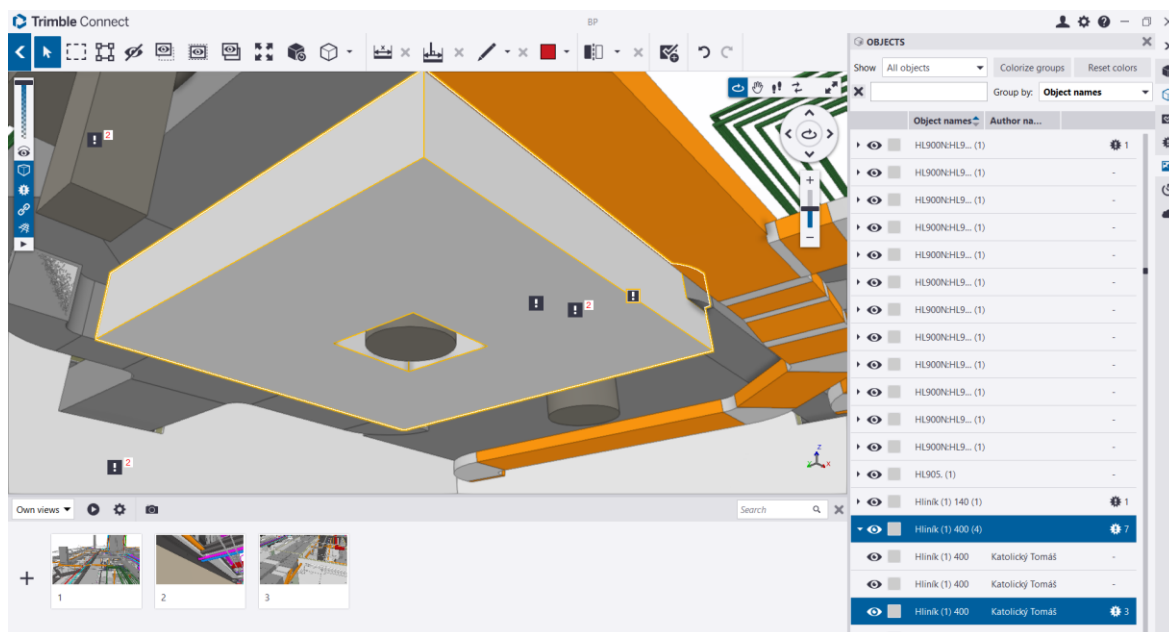 Trimble Connect
BP
OBJECTS
Show All objects Colorize groups Reset colors
Group by: Object names
Object names Author na...
HL900N:HL9... (1) 1
HL900N:HL9... (1) -
HL900N:HL9... (1) -
HL900N:HL9... (1) -
HL900N:HL9... (1) -
HL900N:HL9... (1) -
HL900N:HL9... (1) -
HL900N:HL9... (1) -
HL900N:HL9... (1) -
HL900N:HL9... (1) -
HL900N:HL9... (1) -
HL900N:HL9... (1) -
HL905. (1) -
Hliník (1) 140 (1) 1
Hliník (1) 400 (4) 7
Hliník (1) 400 Katolický Tomáš -
Hliník (1) 400 Katolický Tomáš -
Hliník (1) 400 Katolický Tomáš 3
! 2
!
! 2
!
! 2
z
y x
Own views
Search
1
2
3